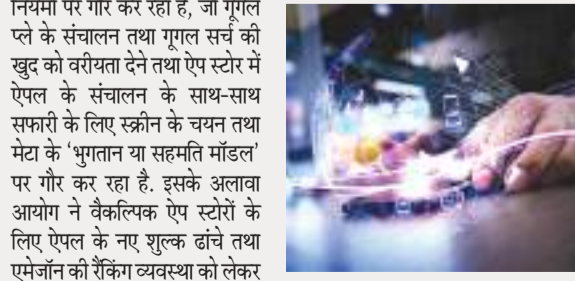 नियमों पर गौर कर रहा है, जो गूगल
प्ले के संचालन तथा गूगल सर्च की
खुद को वरीयता देने तथा ऐप स्टोर में
ऐपल के संचालन के साथ-साथ
सफारी के लिए स्क्रीन के चयन तथा
मेटा के ‘भुगतान या सहमति मॉडल’
पर गौर कर रहा है. इसके अलावा
आयोग ने वैकल्पिक ऐप स्टोरों के
लिए ऐपल के नए शुल्क ढांचे तथा
एमेजॉन की रैंकिंग व्यवस्था को लेकर